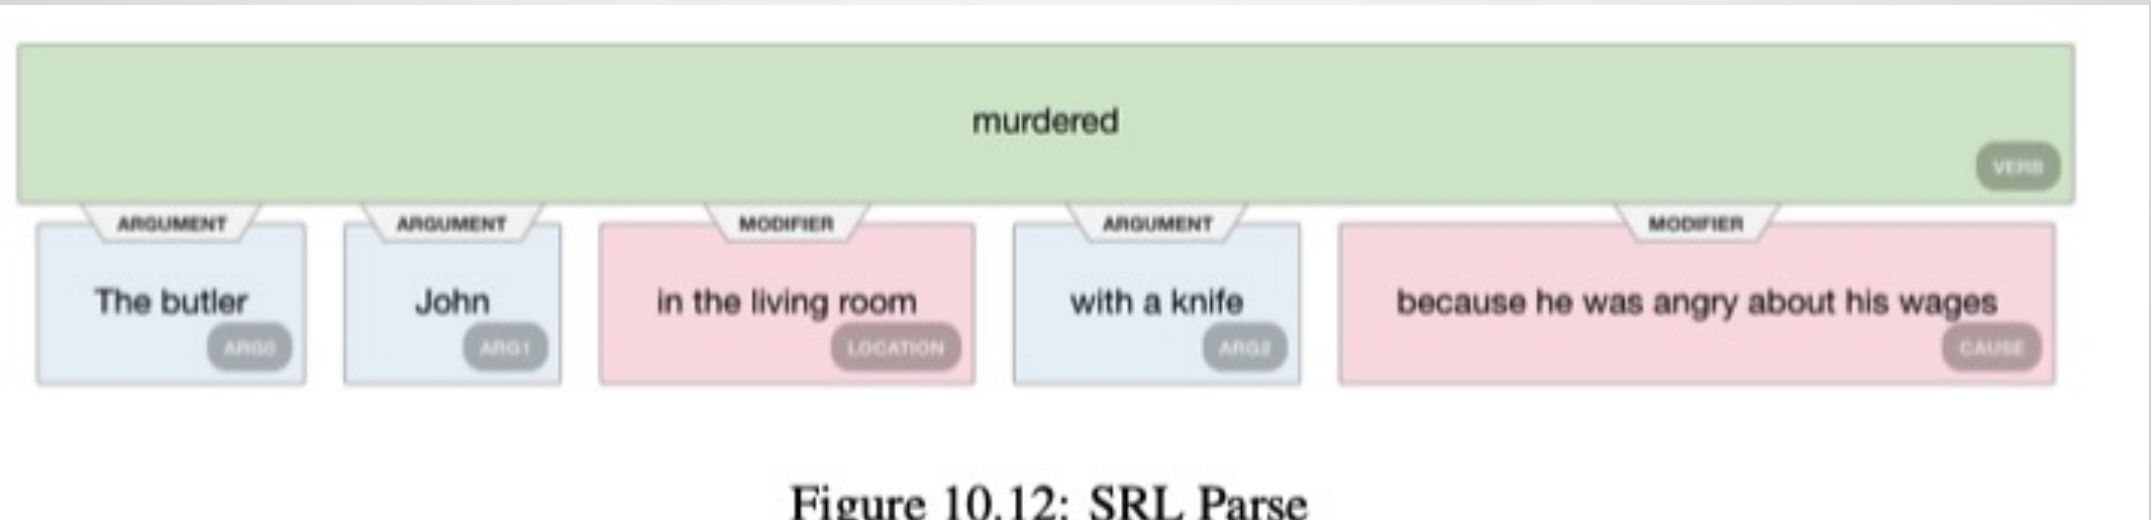 murdered
VERB
ARGUMENT ARGUMENT MODIFIER ARGUMENT MODIFIER
The butler John in the living room with a knife because he was angry about his wages
ARG0 ARG1 LOCATION ARG2 CAUSE
Figure 10.12: SRL Parse